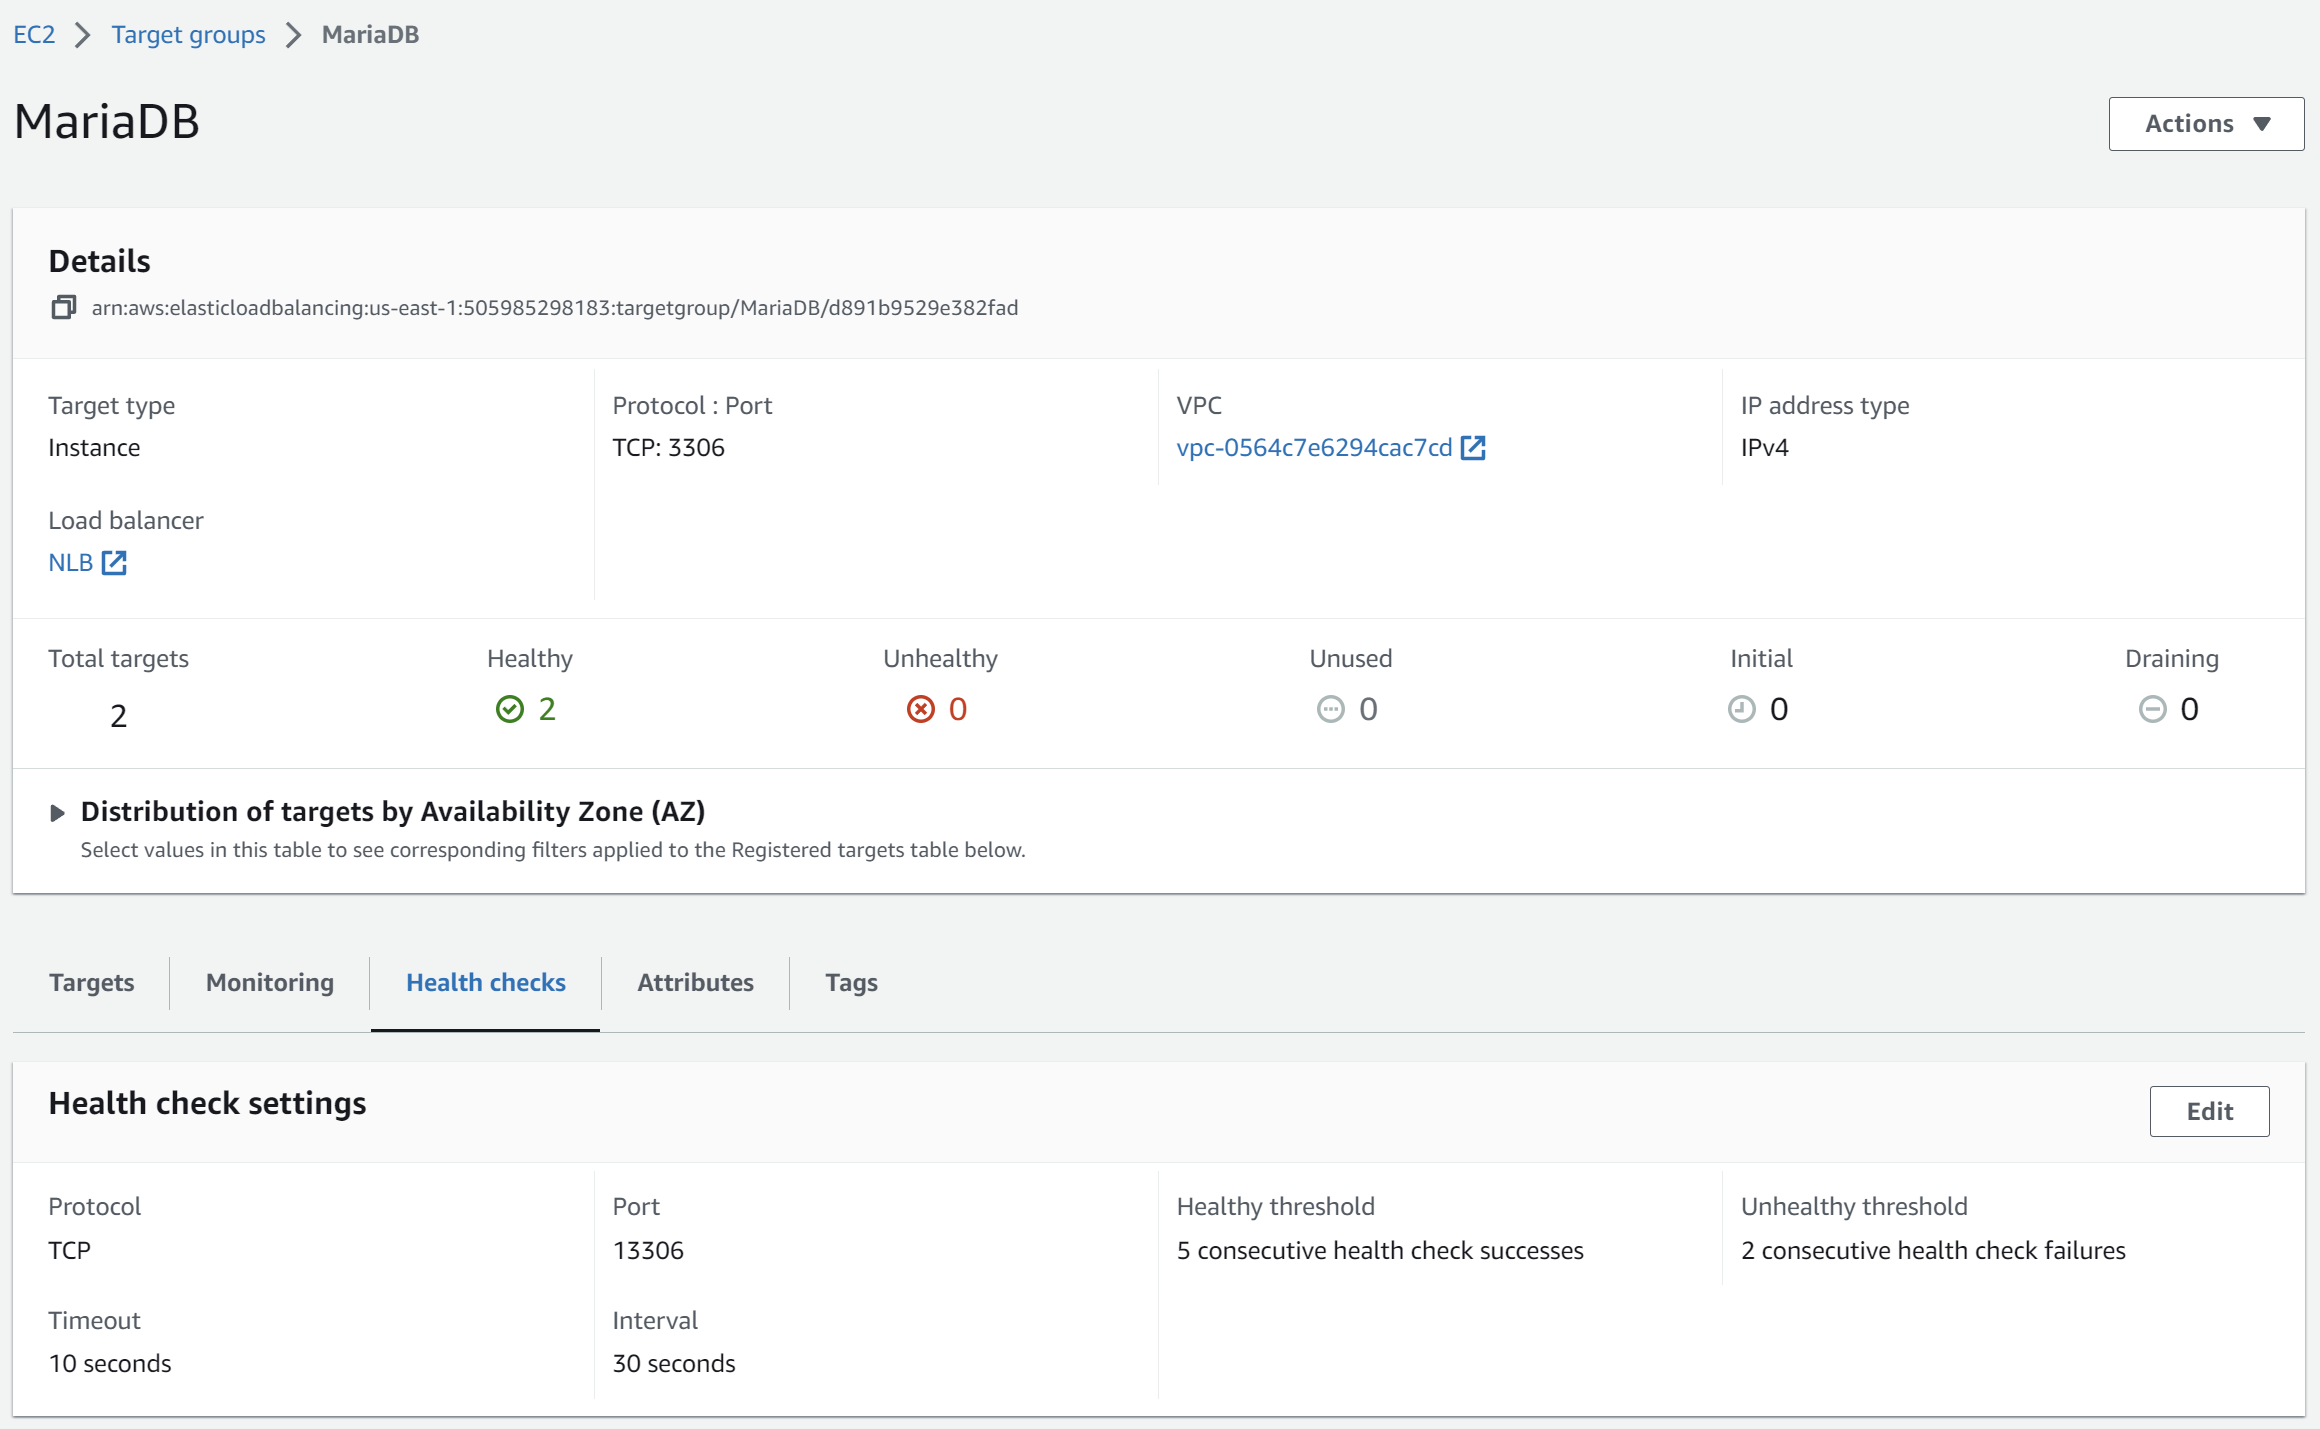 EC2 > Target groups > MariaDB
MariaDB
Actions
Details
arn:aws:elasticloadbalancing:us-east-1:505985298183:targetgroup/MariaDB/d891b9529e382fad
Target type Protocol : Port VPC IP address type
Instance TCP: 3306 vpc-0564c7e6294cac7cd IPv4
Load balancer
NLB
Total targets Healthy Unhealthy Unused Initial Draining
2 2 0 0 0 0
Distribution of targets by Availability Zone (AZ)
Select values in this table to see corresponding filters applied to the Registered targets table below.
Targets Monitoring Health checks Attributes Tags
Health check settings
Edit
Protocol Port Healthy threshold Unhealthy threshold
TCP 13306 5 consecutive health check successes 2 consecutive health check failures
Timeout Interval
10 seconds 30 seconds